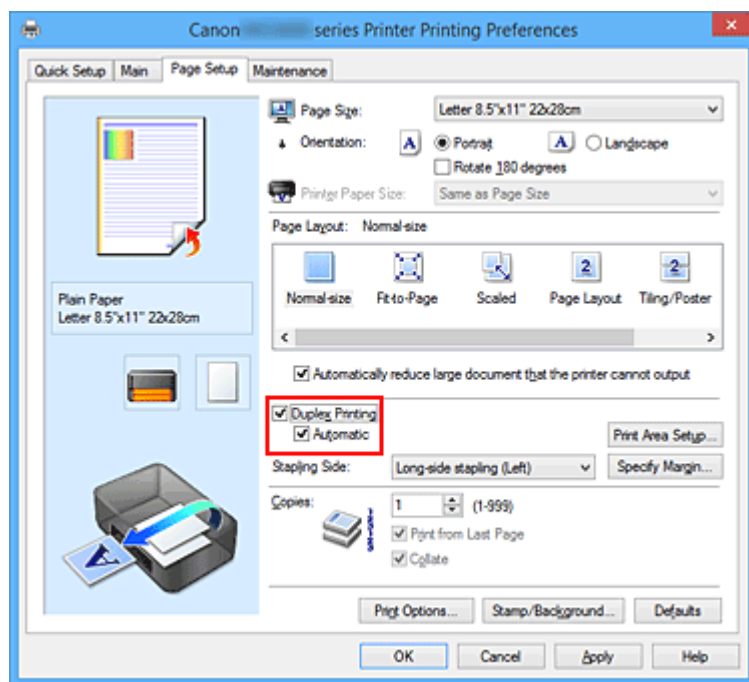 Canon series Printer Printing Preferences
Quick Setup Main Page Setup Maintenance
Page Size: Letter 8.5"x11" 22x28cm
Orientation: A Portrait A Landscape
Rotate 180 degrees
Printer Paper Size: Same as Page Size
Page Layout: Normal-size
2 2
Normal-size Fit-to-Page Scaled Page Layout Tiling/Poster
Plain Paper
Letter 8.5"x11" 22x28cm
Automatically reduce large document that the printer cannot output
Duplex Printing
Automatic
Print Area Setup...
Stapling Side: Long-side stapling (Left) Specify Margin...
Copies: 1 (1-999)
Print from Last Page
Collate
A
Print Options... Stamp/Background... Defaults
OK Cancel Apply Help